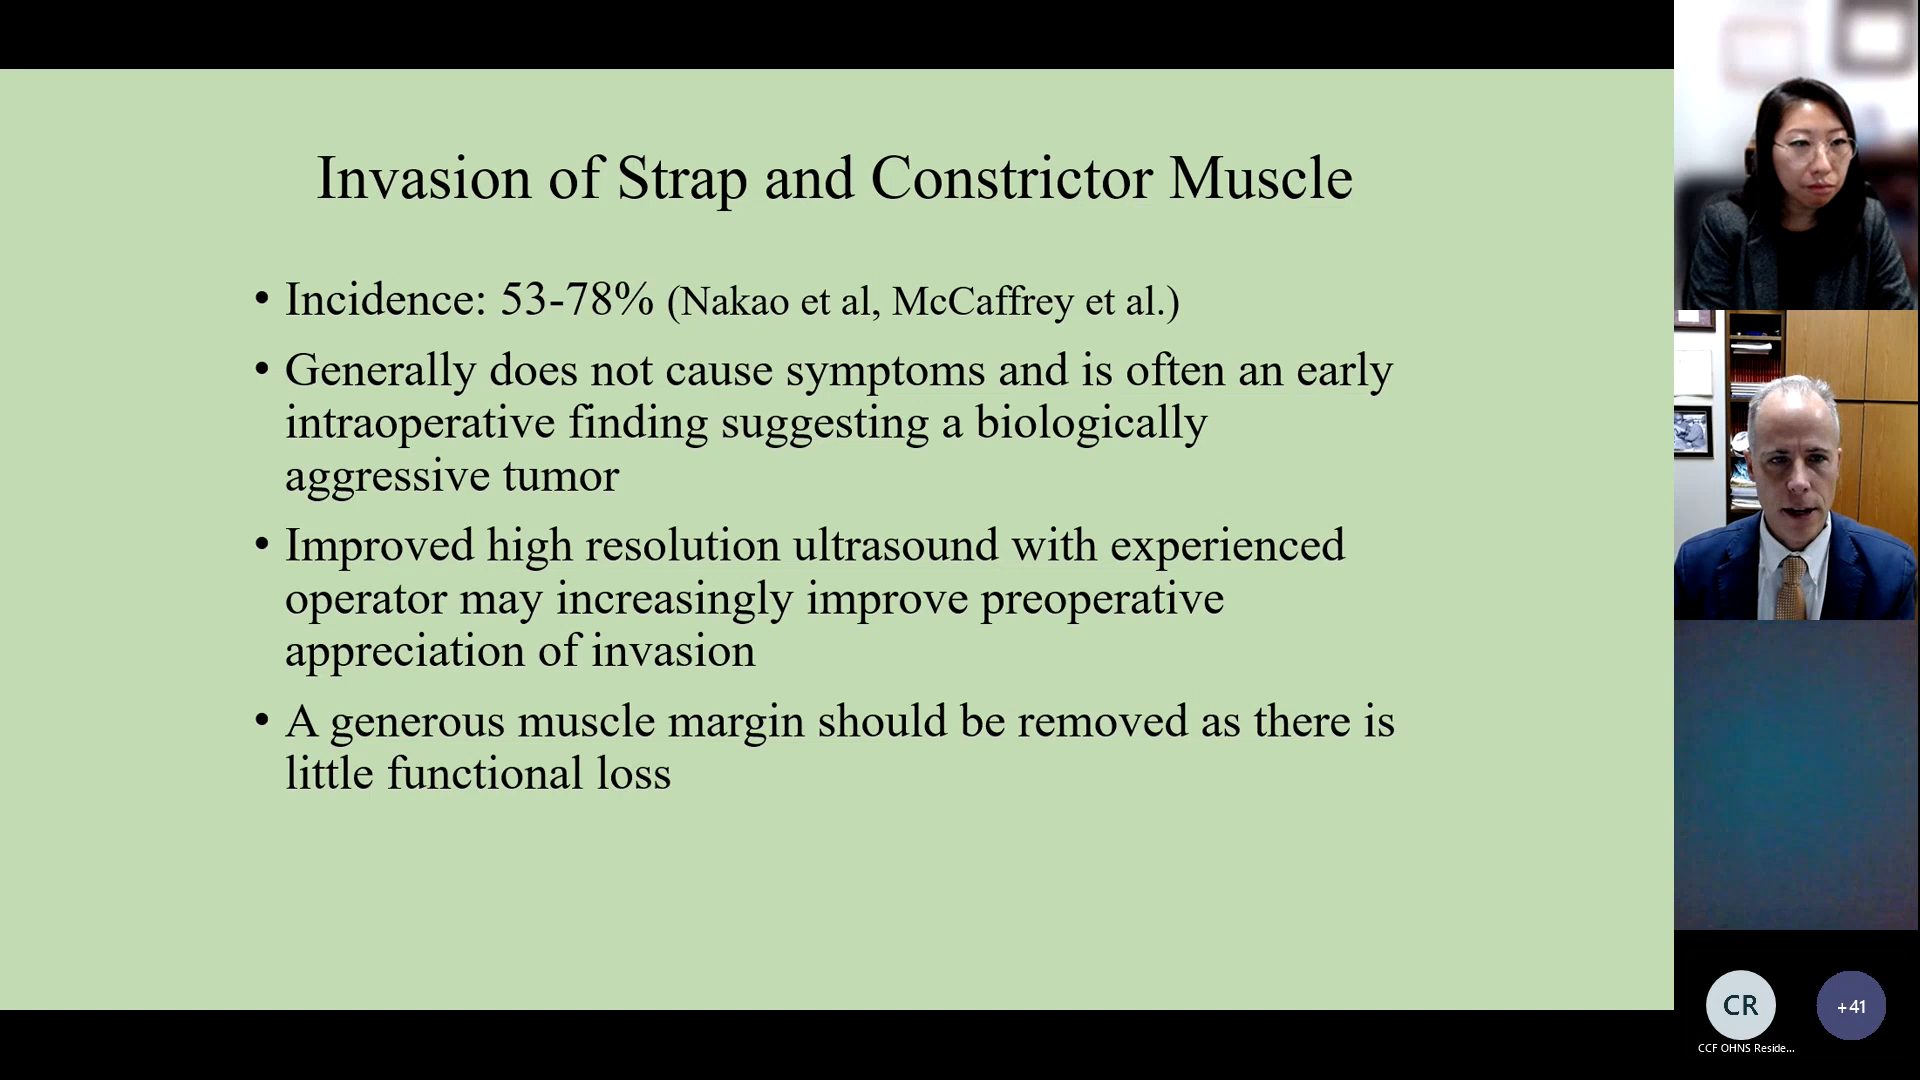 Invasion of Strap and Constrictor Muscle
• Incidence: 53-78% (Nakao et al, McCaffrey et al.)
• Generally does not cause symptoms and is often an early
intraoperative finding suggesting a biologically
aggressive tumor
• Improved high resolution ultrasound with experienced
operator may increasingly improve preoperative
appreciation of invasion
• A generous muscle margin should be removed as there is
little functional loss
CR
+41
CCF OHNS Reside...